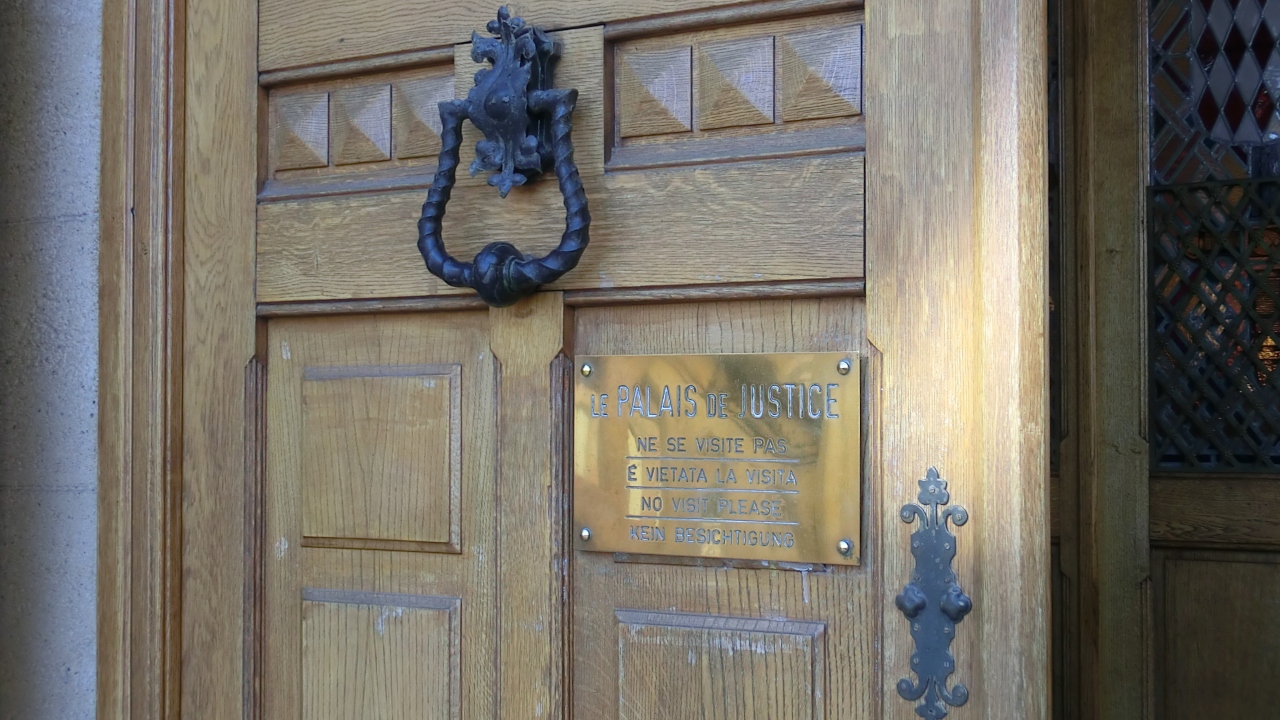 LE PALAIS DE JUSTICE
NE SE VISITE PAS
É VIETATA LA VISITA
NO VISIT PLEASE
KEIN BESICHTIGUNG